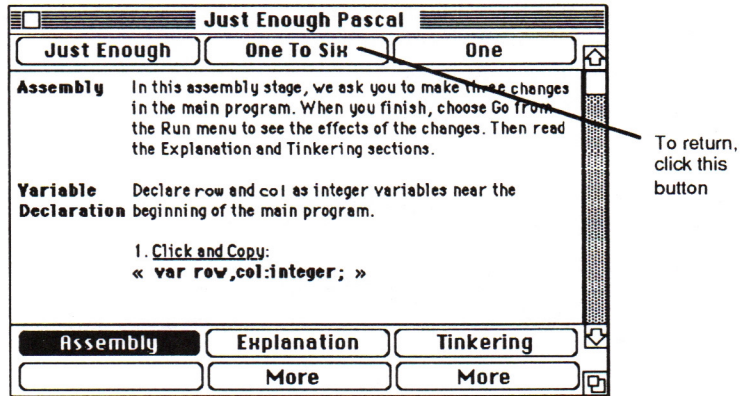 Just Enough Pascal
Just Enough
One To Six
One
Assembly In this assembly stage, we ask you to make three changes
in the main program. When you finish, choose Go from
the Run menu to see the effects of the changes. Then read
the Explanation and Tinkering sections.
Variable Declare row and col as integer variables near the
Declaration beginning of the main program.
1. Click and Copy:
« var row,col:integer; »
Assembly
Explanation
Tinkering
More
More
To return,
click this
button